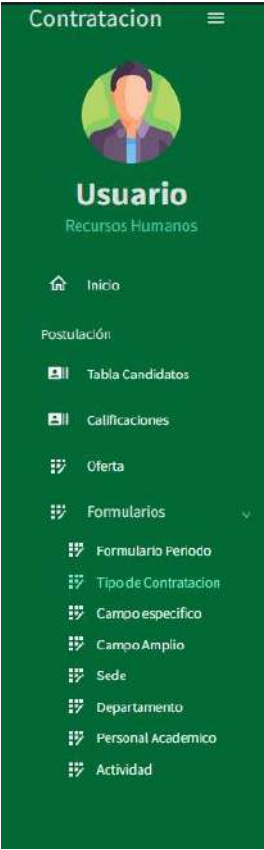 Contratacion
Usuario
Recursos Humanos
Inicio
Postulación
Tabla Candidatos
Calificaciones
Oferta
Formularios
Formulario Periodo
Tipo de Contratacion
Campo especifico
Campo Amplio
Sede
Departamento
Personal Academico
Actividad